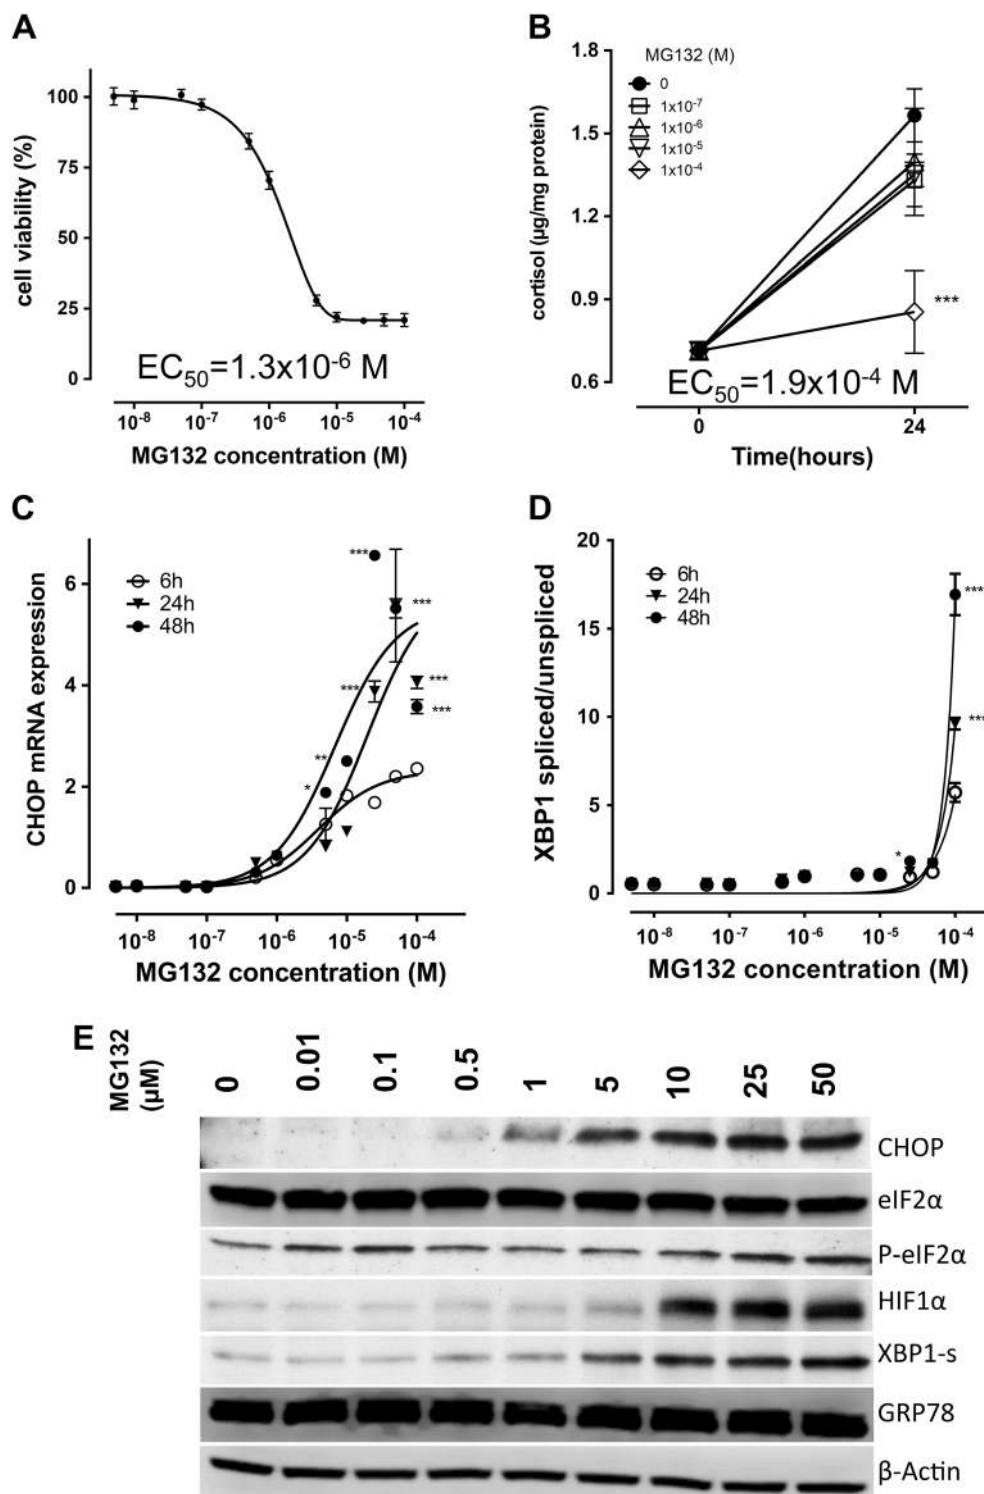 A
cell viability (%)
100
75
50
25
0
EC50=1.3x10-6 M
10-8
10-7
10-6
10-5
10-4
MG132 concentration (M)
B
cortisol (µg/mg protein)
1.8
1.5
1.2
0.9
0.6
MG132 (M)
0
1x10-7
1x10-6
1x10-5
1x10-4
***
EC50=1.9x10-4 M
0
24
Time(hours)
C
CHOP mRNA expression
6
4
2
0
6h
24h
48h
*
**
***
***
***
***
***
10-8
10-7
10-6
10-5
10-4
MG132 concentration (M)
D
XBP1 spliced/unspliced
20
15
10
5
0
6h
24h
48h
*
***
***
10-8
10-7
10-6
10-5
10-4
MG132 concentration (M)
E
MG132
(µM)
0
0.01
0.1
0.5
1
5
10
25
50
CHOP
eIF2α
P-eIF2α
HIF1α
XBP1-s
GRP78
β-Actin